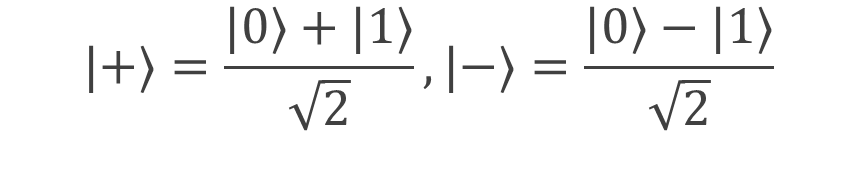 |+⟩ = |0⟩ + |1⟩ / √2 , |−⟩ = |0⟩ − |1⟩ / √2